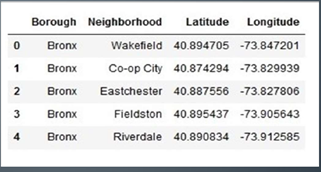 Borough Neighborhood Latitude Longitude
0 Bronx Wakefield 40.894705 -73.847201
1 Bronx Co-op City 40.874294 -73.829939
2 Bronx Eastchester 40.887556 -73.827806
3 Bronx Fieldston 40.895437 -73.905643
4 Bronx Riverdale 40.890834 -73.912585